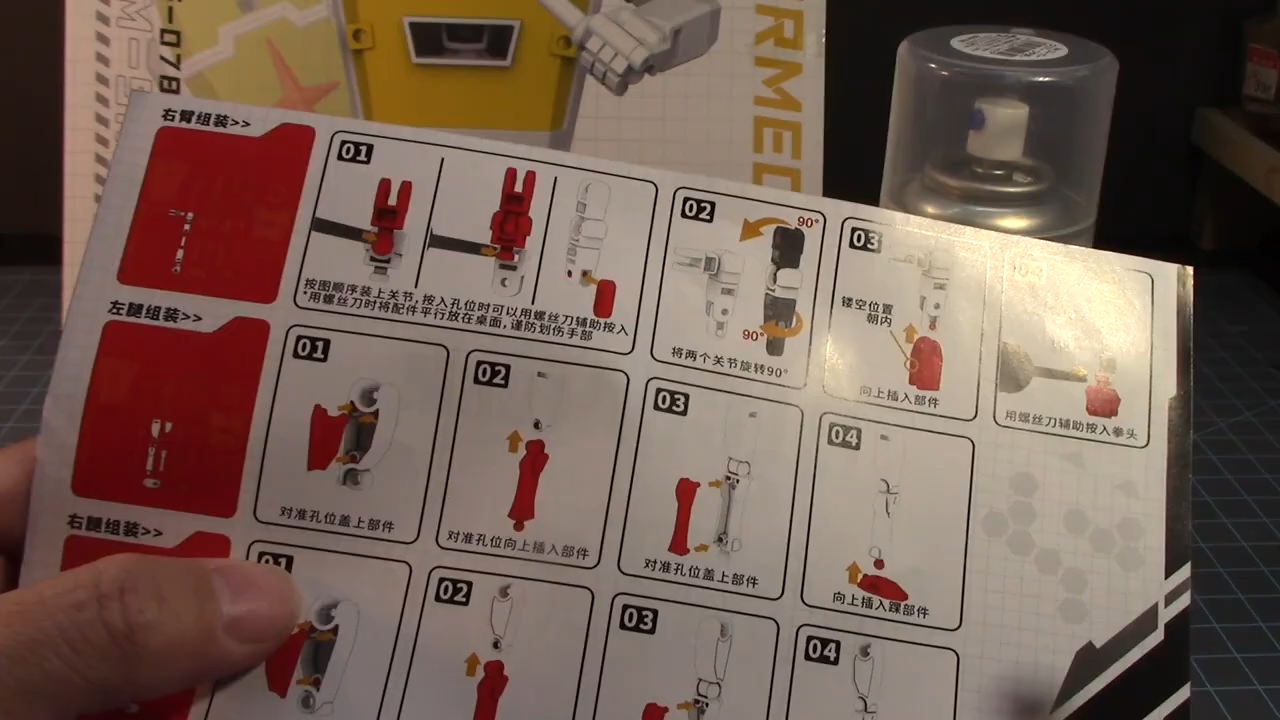 右臂组装>>
01
按图顺序装上关节,按入孔位时可以用螺丝刀辅助按入
*用螺丝刀时将配件平行放在桌面,谨防划伤手部
02
90°
90°
将两个关节旋转90°
03
镂空位置
朝内
向上插入部件
用螺丝刀辅助按入拳头
左腿组装>>
01
对准孔位盖上部件
02
对准孔位向上插入部件
03
对准孔位盖上部件
04
向上插入踝部件
右腿组装>>
01
02
03
04